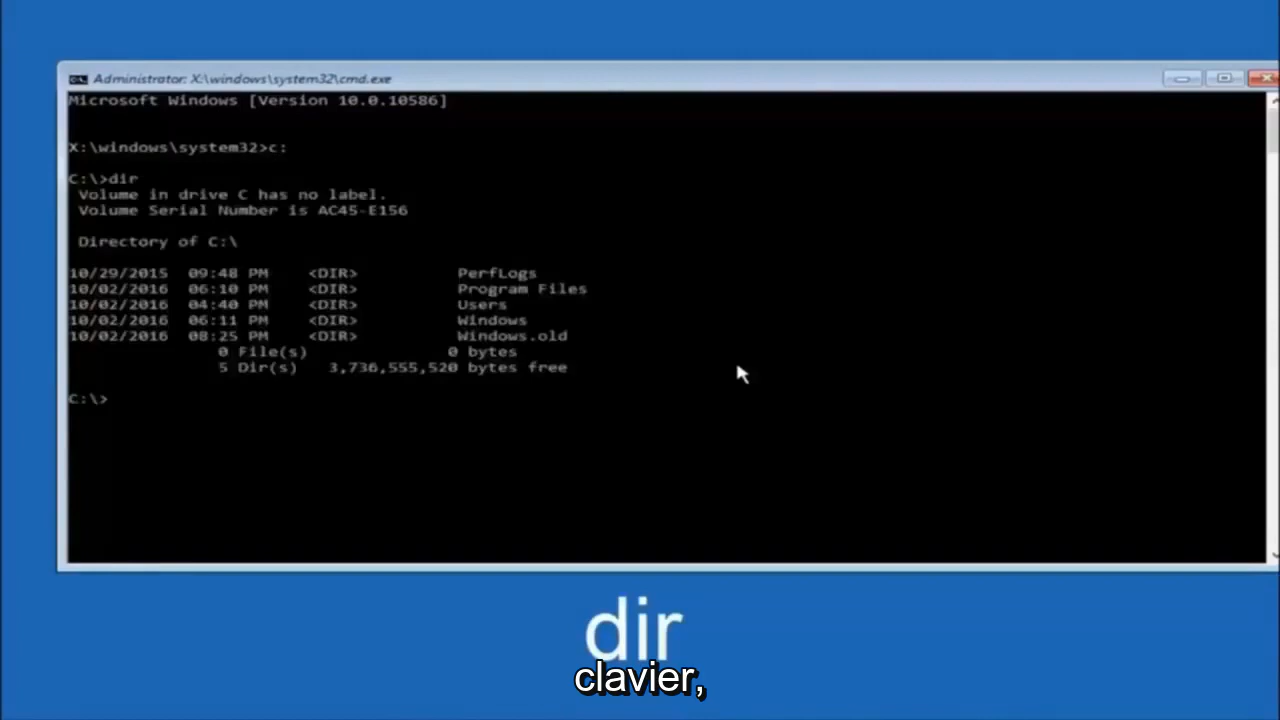 Administrator: X:\windows\system32\cmd.exe
Microsoft Windows [Version 10.0.10586]
X:\windows\system32>c:
C:\>dir
Volume in drive C has no label.
Volume Serial Number is AC45-E156
Directory of C:\
10/29/2015 09:48 PM <DIR> PerfLogs
10/02/2016 06:10 PM <DIR> Program Files
10/02/2016 04:40 PM <DIR> Users
10/02/2016 06:11 PM <DIR> Windows
10/02/2016 08:25 PM <DIR> Windows.old
0 File(s) 0 bytes
5 Dir(s) 3,736,555,520 bytes free
C:\>
dir
clavier,